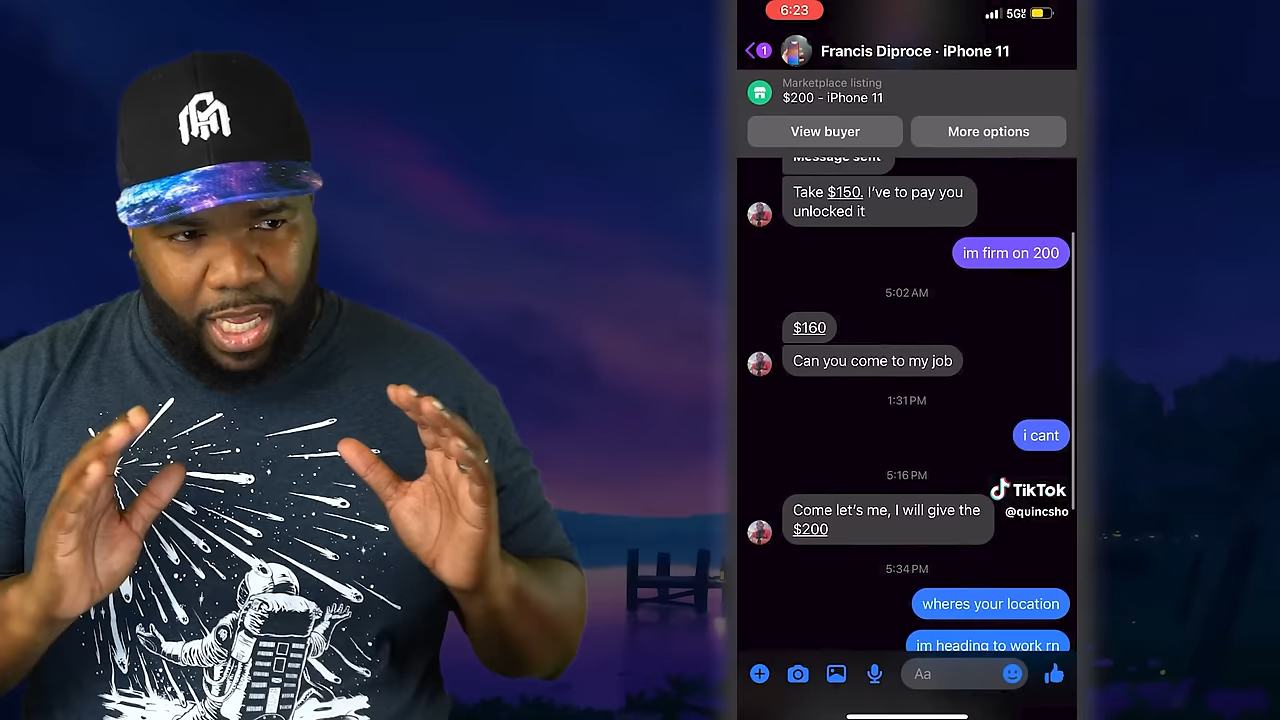 6:23
5G
1
Francis Diproce · iPhone 11
Marketplace listing
$200 - iPhone 11
View buyer
More options
Message sent
Take $150. I've to pay you
unlocked it
im firm on 200
5:02 AM
$160
Can you come to my job
1:31 PM
i cant
5:16 PM
TikTok
@quincsho
Come let's me, I will give the
$200
5:34 PM
wheres your location
im heading to work rn
Aa